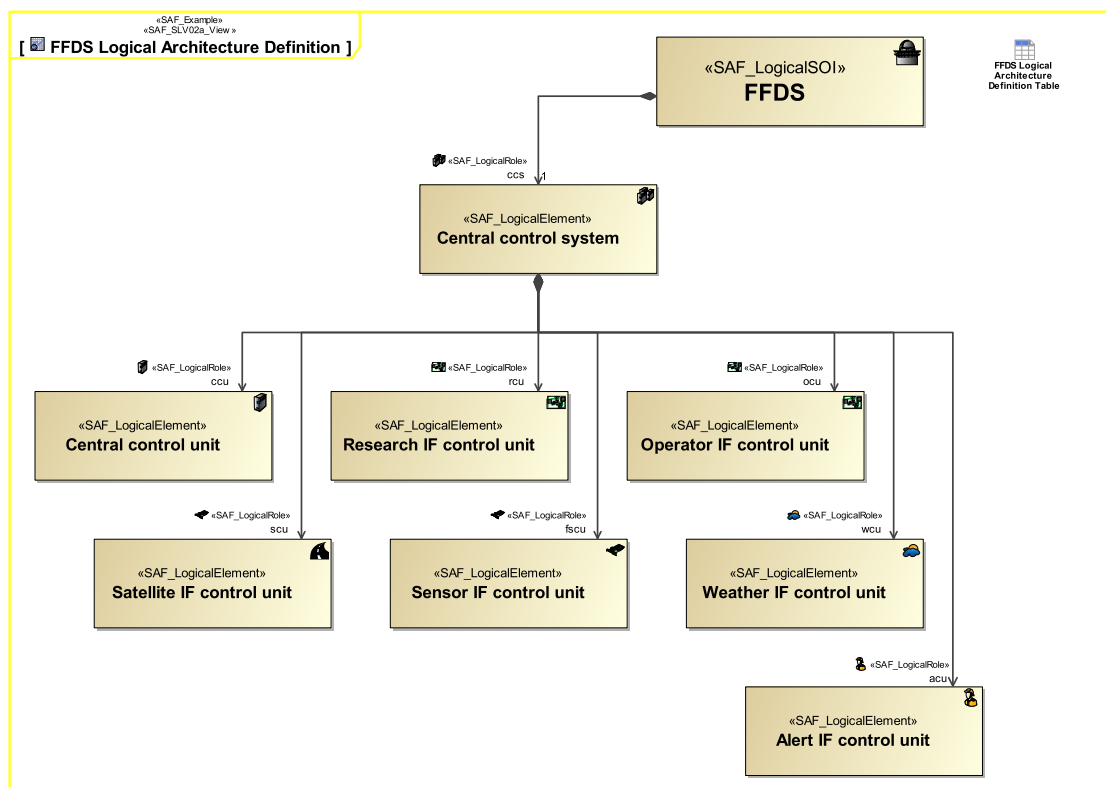 «SAF_Example»
«SAF_SLV02a_View »
[ FFDS Logical Architecture Definition ]
«SAF_LogicalSOI»
FFDS
FFDS Logical
Architecture
Definition Table
«SAF_LogicalRole»
ccs
1
«SAF_LogicalElement»
Central control system
«SAF_LogicalRole»
ccu
«SAF_LogicalRole»
rcu
«SAF_LogicalRole»
ocu
«SAF_LogicalElement»
Central control unit
«SAF_LogicalElement»
Research IF control unit
«SAF_LogicalElement»
Operator IF control unit
«SAF_LogicalRole»
scu
«SAF_LogicalRole»
fscu
«SAF_LogicalRole»
wcu
«SAF_LogicalElement»
Satellite IF control unit
«SAF_LogicalElement»
Sensor IF control unit
«SAF_LogicalElement»
Weather IF control unit
«SAF_LogicalRole»
acu
«SAF_LogicalElement»
Alert IF control unit